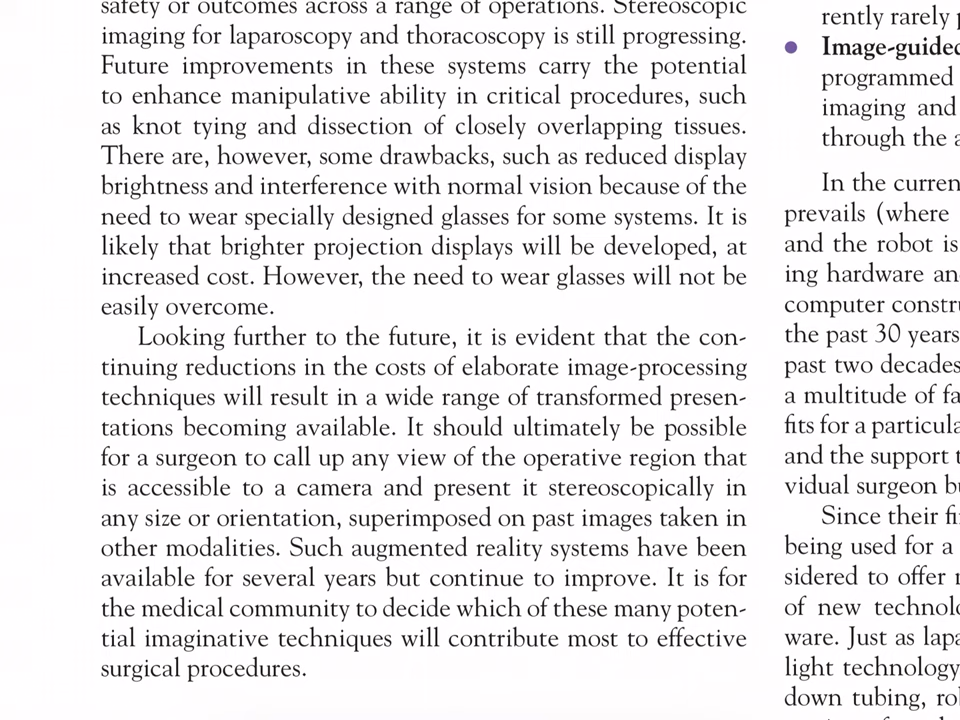 safety or outcomes across a range of operations. Stereoscopic
imaging for laparoscopy and thoracoscopy is still progressing.
Future improvements in these systems carry the potential
to enhance manipulative ability in critical procedures, such
as knot tying and dissection of closely overlapping tissues.
There are, however, some drawbacks, such as reduced display
brightness and interference with normal vision because of the
need to wear specially designed glasses for some systems. It is
likely that brighter projection displays will be developed, at
increased cost. However, the need to wear glasses will not be
easily overcome.
Looking further to the future, it is evident that the con-
tinuing reductions in the costs of elaborate image-processing
techniques will result in a wide range of transformed presen-
tations becoming available. It should ultimately be possible
for a surgeon to call up any view of the operative region that
is accessible to a camera and present it stereoscopically in
any size or orientation, superimposed on past images taken in
other modalities. Such augmented reality systems have been
available for several years but continue to improve. It is for
the medical community to decide which of these many poten-
tial imaginative techniques will contribute most to effective
surgical procedures.
rently rarely
• Image-guided
programmed
imaging and
through the
In the curren
prevails (where
and the robot is
ing hardware an
computer constru
the past 30 years
past two decades
a multitude of fa
fits for a particula
and the support t
vidual surgeon bu
Since their fi
being used for a
sidered to offer
of new technolo
ware. Just as lapa
light technology
down tubing, ro